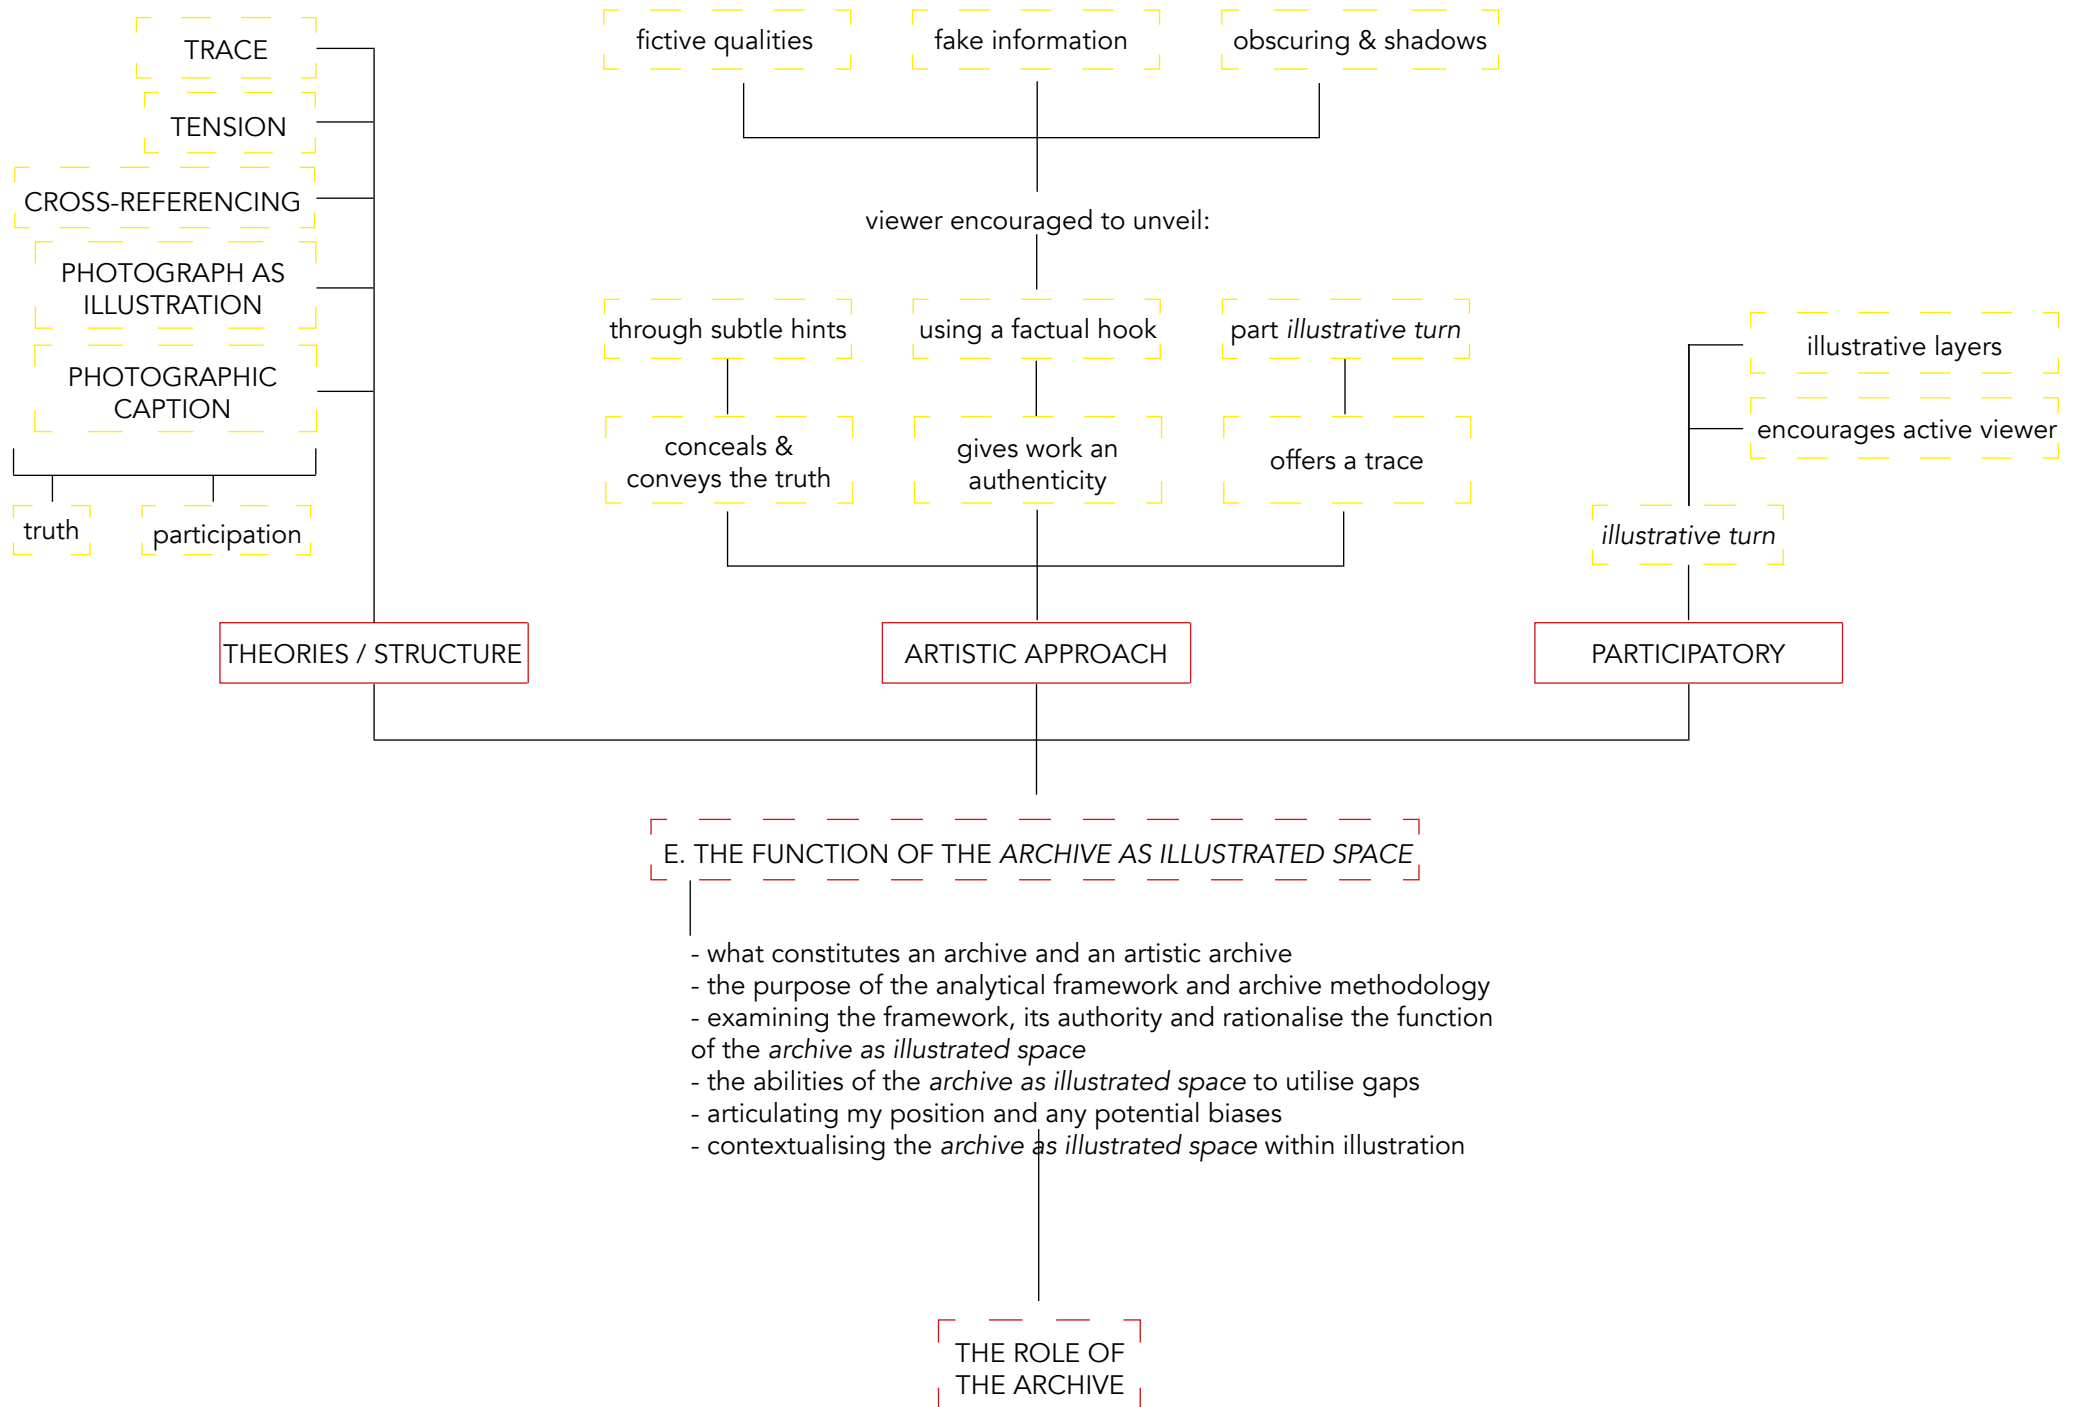 TRACE
TENSION
CROSS-REFERENCING
PHOTOGRAPH AS
ILLUSTRATION
PHOTOGRAPHIC
CAPTION
truth
participation
fictive qualities
fake information
obscuring & shadows
viewer encouraged to unveil:
through subtle hints
using a factual hook
part illustrative turn
conceals &
conveys the truth
gives work an
authenticity
offers a trace
illustrative layers
encourages active viewer
illustrative turn
THEORIES / STRUCTURE
ARTISTIC APPROACH
PARTICIPATORY
E. THE FUNCTION OF THE ARCHIVE AS ILLUSTRATED SPACE
- what constitutes an archive and an artistic archive
- the purpose of the analytical framework and archive methodology
- examining the framework, its authority and rationalise the function
of the archive as illustrated space
- the abilities of the archive as illustrated space to utilise gaps
- articulating my position and any potential biases
- contextualising the archive as illustrated space within illustration
THE ROLE OF
THE ARCHIVE